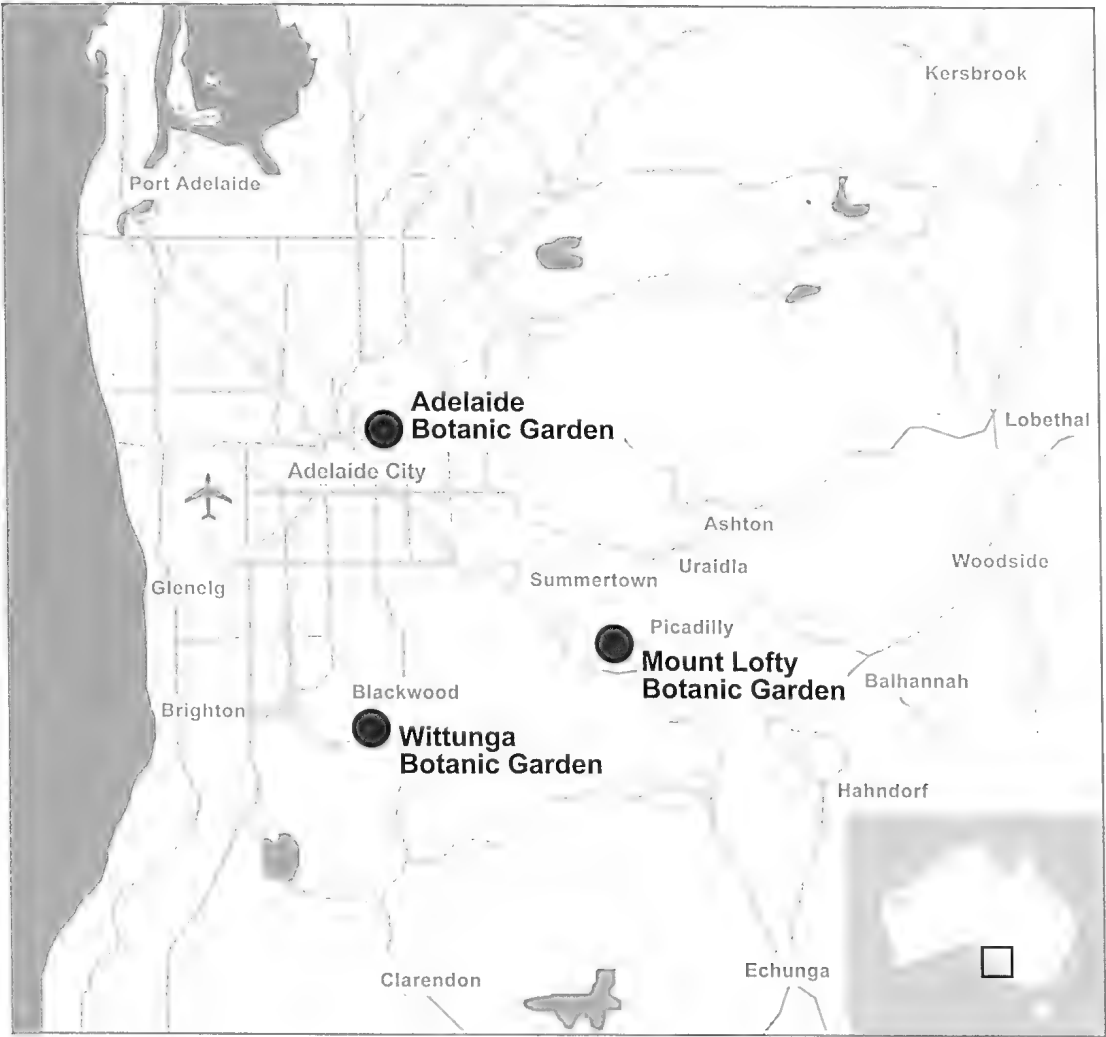 Kersbrook
Port Adelaide
Adelaide
Botanic Garden
Lobethal
Adelaide City
Ashton
Woodside
Uraidla
Summertown
Glenelg
Picadilly
Mount Lofty
Botanic Garden
Balhannah
Blackwood
Brighton
Wittunga
Botanic Garden
Hahndorf
Echunga
Clarendon